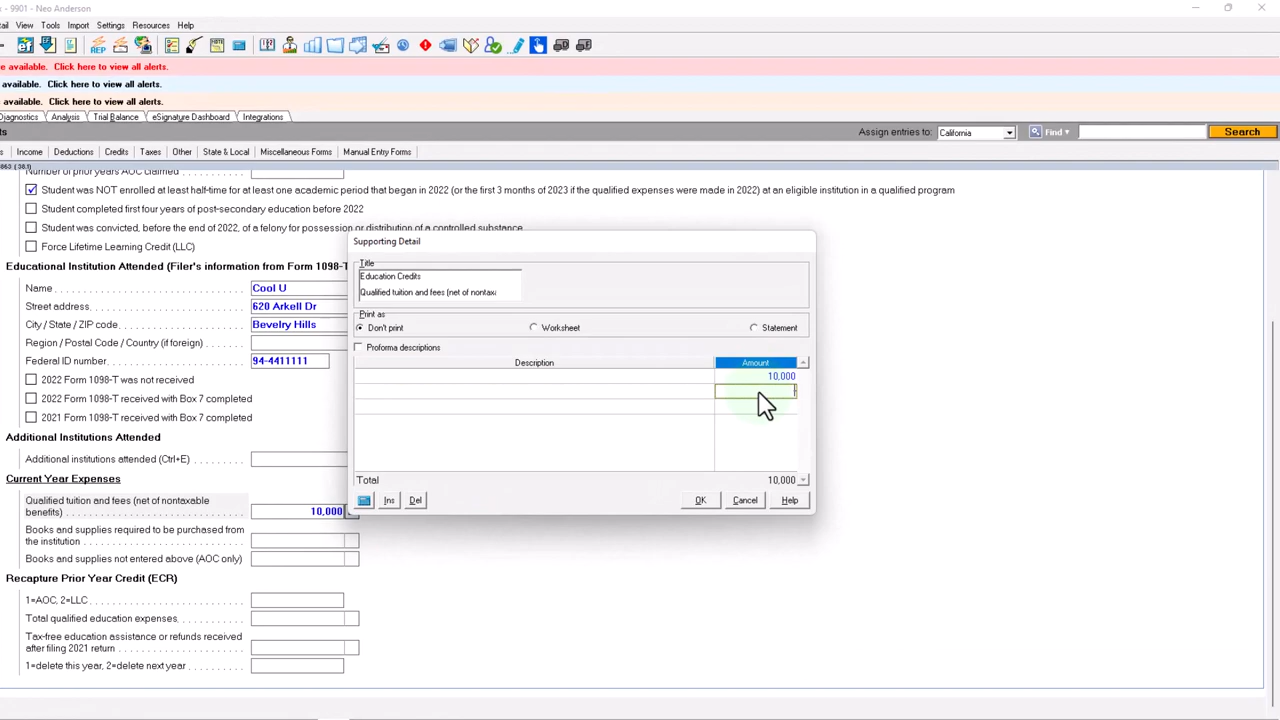 - 9901 - Neo Anderson
View Tools Import Settings Resources Help
available. Click here to view all alerts.
available. Click here to view all alerts.
available. Click here to view all alerts.
Diagnostics Analysis Trial Balance eSignature Dashboard Integrations
Assign entries to: California Find Search
Income Deductions Credits Taxes Other State & Local Miscellaneous Forms Manual Entry Forms
Number of prior years AOC claimed
Student was NOT enrolled at least half-time for at least one academic period that began in 2022 (or the first 3 months of 2023 if the qualified expenses were made in 2022) at an eligible institution in a qualified program
Student completed first four years of post-secondary education before 2022
Student was convicted, before the end of 2022, of a felony for possession or distribution of a controlled substance
Force Lifetime Learning Credit (LLC)
Educational Institution Attended (Filer's information from Form 1098-T
Name Cool U
Street address 620 Arkell Dr
City / State / ZIP code Bevelry Hills
Region / Postal Code / Country (if foreign)
Federal ID number 94-4411111
2022 Form 1098-T was not received
2022 Form 1098-T received with Box 7 completed
2021 Form 1098-T received with Box 7 completed
Additional Institutions Attended
Additional institutions attended (Ctrl+E)
Current Year Expenses
Qualified tuition and fees (net of nontaxable
benefits) 10,000
Books and supplies required to be purchased from
the institution
Books and supplies not entered above (AOC only)
Recapture Prior Year Credit (ECR)
1=AOC, 2=LLC
Total qualified education expenses
Tax-free education assistance or refunds received
after filing 2021 return
1=delete this year, 2=delete next year
Supporting Detail
Title
Education Credits
Qualified tuition and fees (net of nontaxa
Print as
Don't print Worksheet Statement
Proforma descriptions
Description Amount
10,000
Total 10,000
Ins Del OK Cancel Help